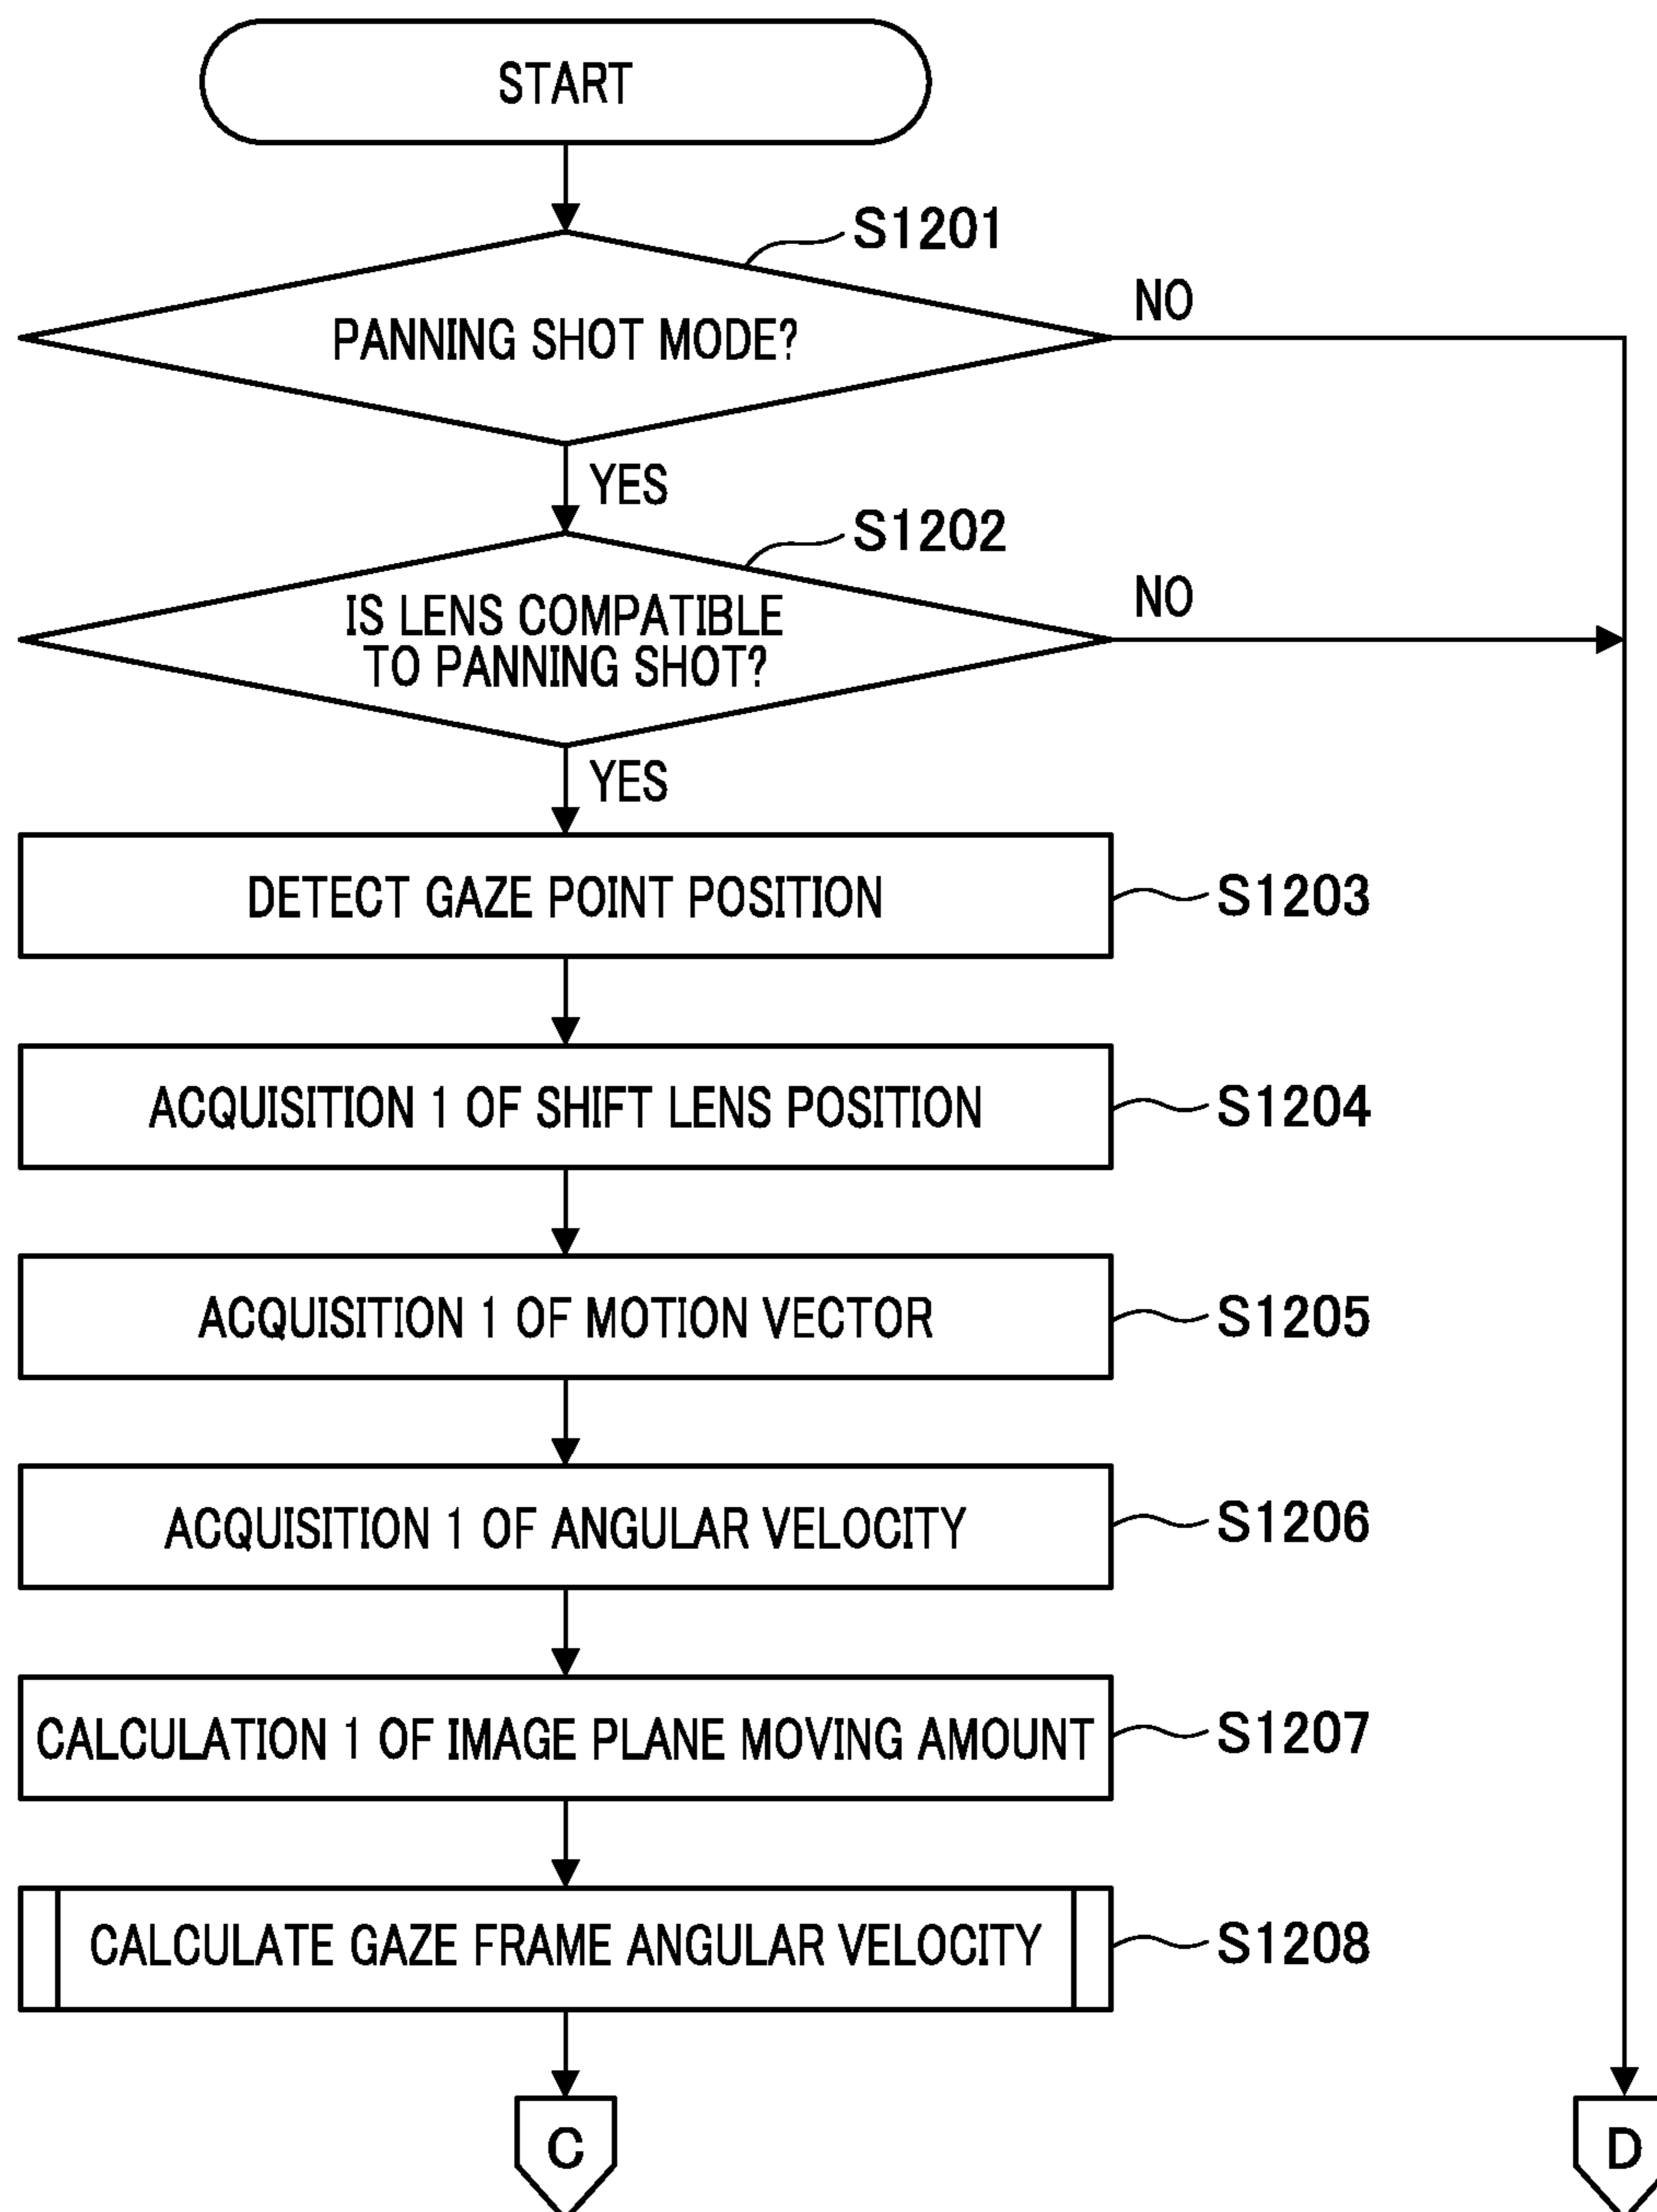 START
S1201
NO
PANNING SHOT MODE?
YES
S1202
NO
IS LENS COMPATIBLE
TO PANNING SHOT?
YES
DETECT GAZE POINT POSITION
S1203
ACQUISITION 1 OF SHIFT LENS POSITION
S1204
ACQUISITION 1 OF MOTION VECTOR
S1205
ACQUISITION 1 OF ANGULAR VELOCITY
S1206
CALCULATION 1 OF IMAGE PLANE MOVING AMOUNT
S1207
CALCULATE GAZE FRAME ANGULAR VELOCITY
S1208
C
D